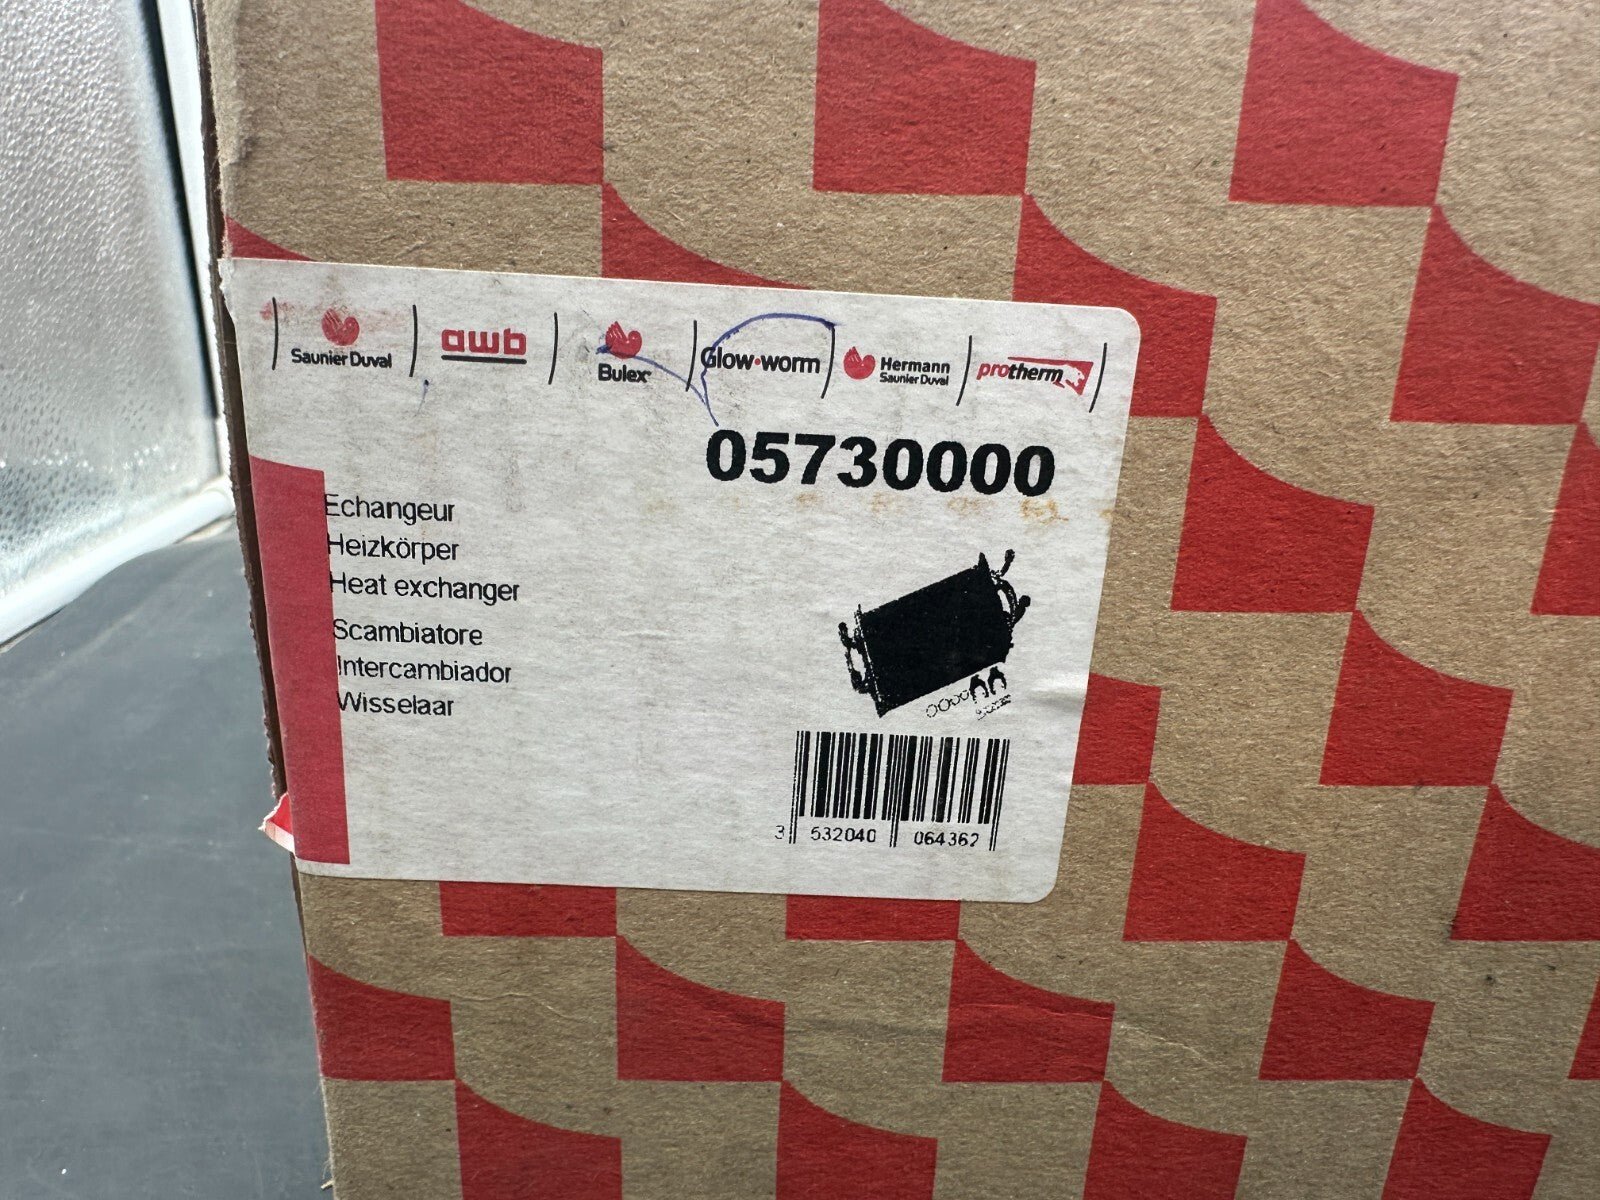 Saunier Duval
awb
Bulex
Glow·worm
Hermann
Saunier Duval
protherm
05730000
Echangeur
Heizkörper
Heat exchanger
Scambiatore
Intercambiador
Wisselaar
3 532040 064362